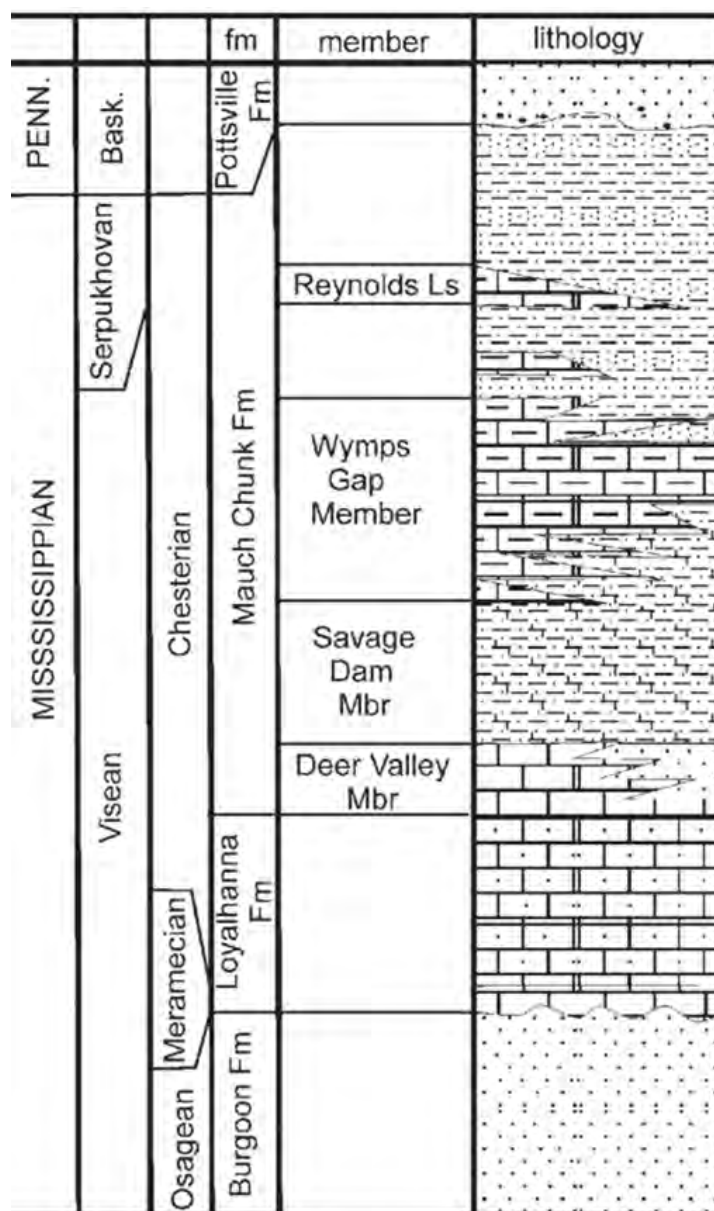 fm
member
lithology
PENN.
Bask.
Pottsville
Fm
Serpukhovan
Reynolds Ls
MISSSISSIPPIAN
Visean
Chesterian
Mauch Chunk Fm
Wymps
Gap
Member
Savage
Dam
Mbr
Deer Valley
Mbr
Meramecian
Loyalhanna
Fm
Osagean
Burgoon Fm